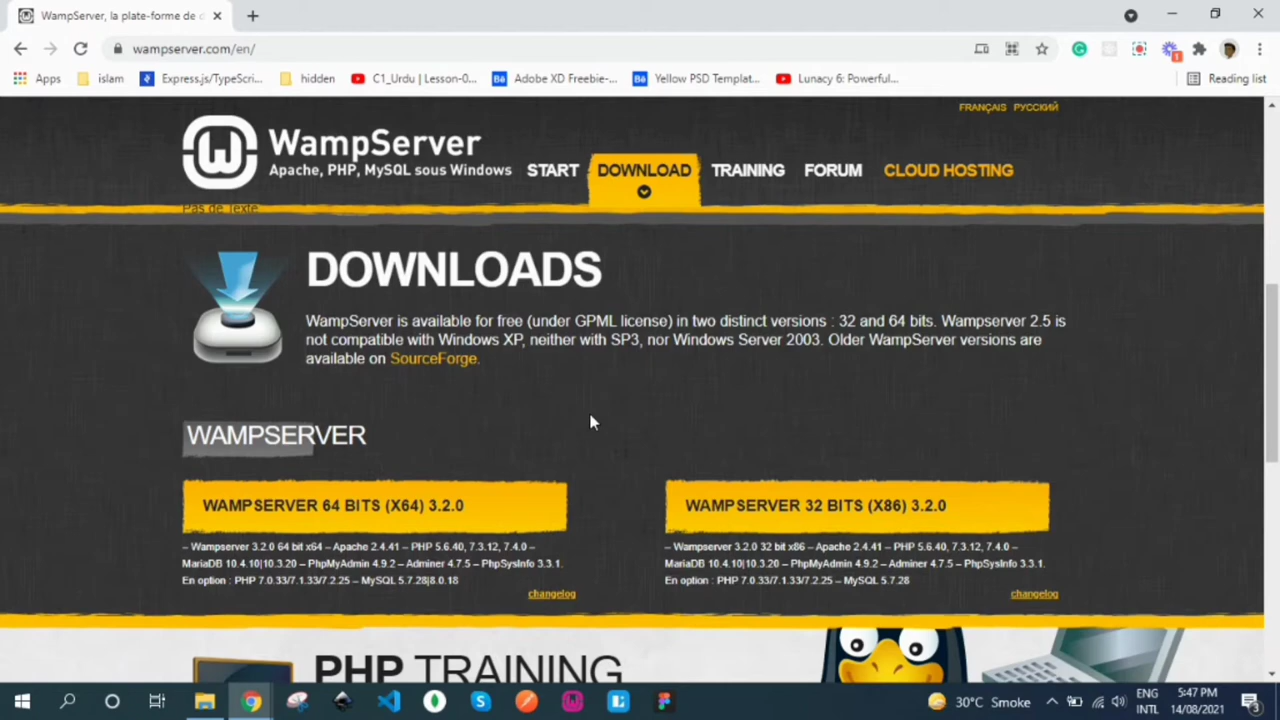 WampServer, la plate-forme de d
wampserver.com/en/
1
Apps
islam
Express.js/TypeScri...
hidden
C1_Urdu | Lesson-0...
Adobe XD Freebie-...
Yellow PSD Templat...
Lunacy 6: Powerful...
Reading list
FRANÇAIS РУССКИЙ
WampServer
Apache, PHP, MySQL sous Windows
START
DOWNLOAD
TRAINING
FORUM
CLOUD HOSTING
Pas de Texte
DOWNLOADS
WampServer is available for free (under GPML license) in two distinct versions : 32 and 64 bits. Wampserver 2.5 is
not compatible with Windows XP, neither with SP3, nor Windows Server 2003. Older WampServer versions are
available on SourceForge.
WAMPSERVER
WAMPSERVER 64 BITS (X64) 3.2.0
– Wampserver 3.2.0 64 bit x64 – Apache 2.4.41 – PHP 5.6.40, 7.3.12, 7.4.0 –
MariaDB 10.4.10|10.3.20 – PhpMyAdmin 4.9.2 – Adminer 4.7.5 – PhpSysInfo 3.3.1.
En option : PHP 7.0.33/7.1.33/7.2.25 – MySQL 5.7.28|8.0.18
changelog
WAMPSERVER 32 BITS (X86) 3.2.0
– Wampserver 3.2.0 32 bit x86 – Apache 2.4.41 – PHP 5.6.40, 7.3.12, 7.4.0 –
MariaDB 10.4.10|10.3.20 – PhpMyAdmin 4.9.2 – Adminer 4.7.5 – PhpSysInfo 3.3.1.
En option : PHP 7.0.33/7.1.33/7.2.25 – MySQL 5.7.28
changelog
PHP TRAINING
30°C Smoke
ENG
INTL
5:47 PM
14/08/2021
3